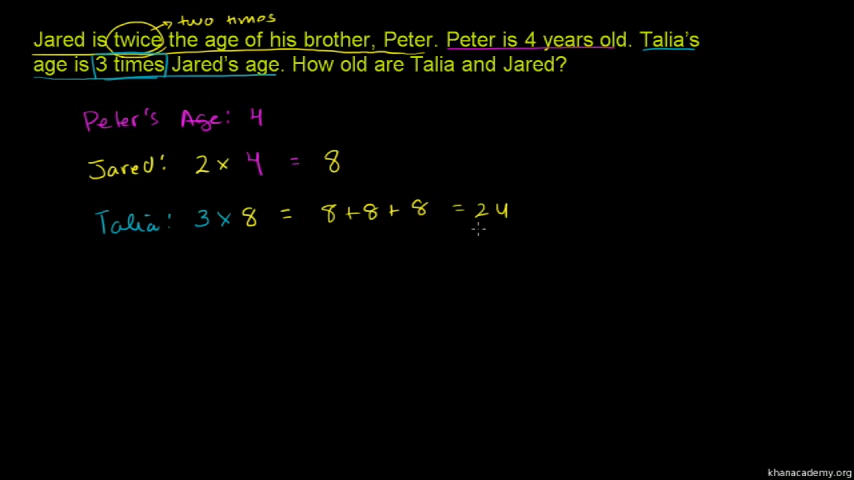 two times
Jared is twice the age of his brother, Peter. Peter is 4 years old. Talia's
age is 3 times Jared's age. How old are Talia and Jared?
Peter's Age: 4
Jared: 2 × 4 = 8
Talia: 3 × 8 = 8 + 8 + 8 = 24
khanacademy.org